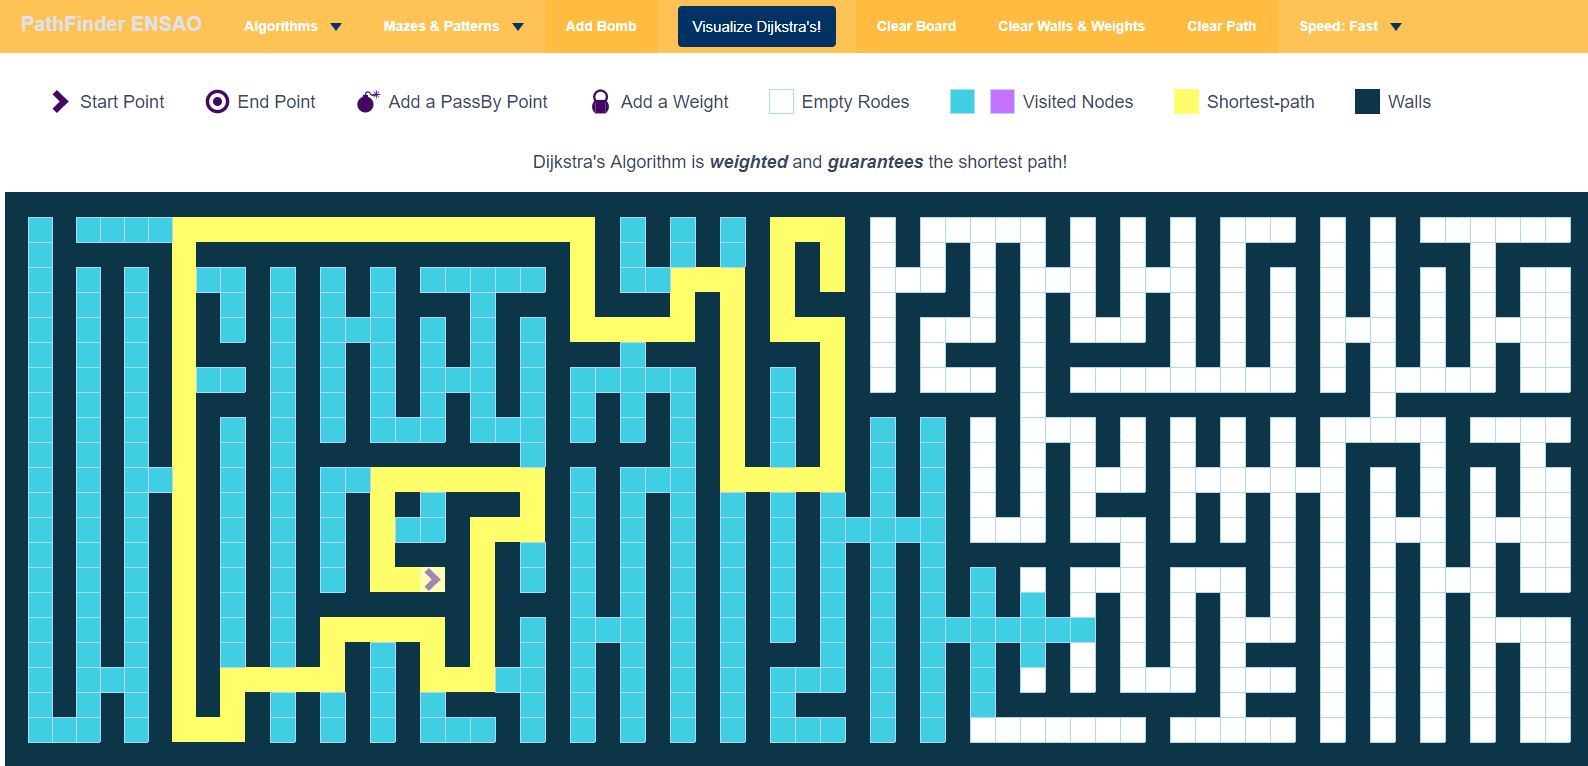 PathFinder ENSAO Algorithms Mazes & Patterns Add Bomb Visualize Dijkstra's! Clear Board Clear Walls & Weights Clear Path Speed: Fast
Start Point End Point Add a PassBy Point Add a Weight Empty Rodes Visited Nodes Shortest-path Walls
Dijkstra's Algorithm is weighted and guarantees the shortest path!